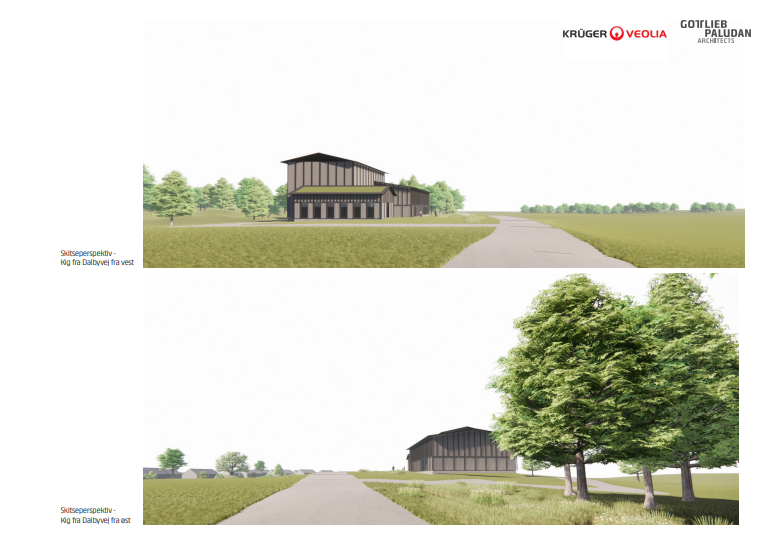 KRÜGER VEOLIA
GOTTLIEB
PALUDAN
ARCHITECTS
Skitseperspektiv -
Kig fra Dalbyvej fra vest
Skitseperspektiv -
Kig fra Dalbyvej fra øst